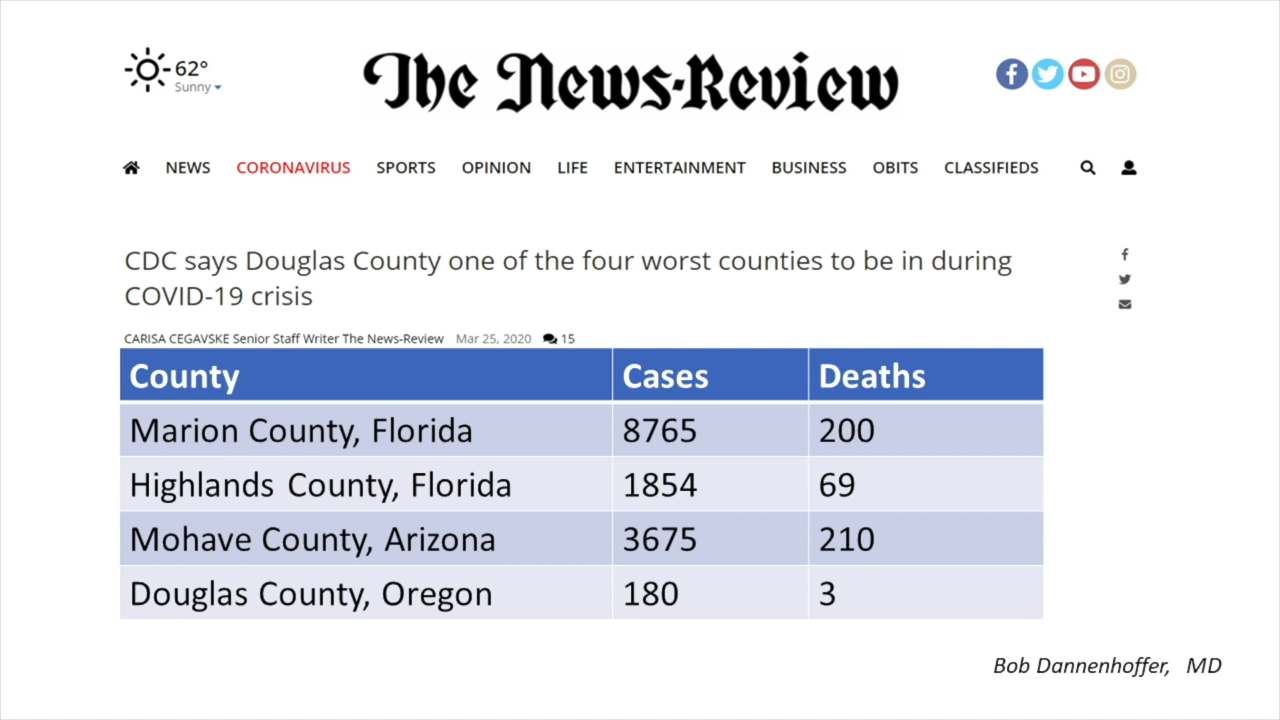 62°
Sunny
The News-Review
NEWS CORONAVIRUS SPORTS OPINION LIFE ENTERTAINMENT BUSINESS OBITS CLASSIFIEDS
CDC says Douglas County one of the four worst counties to be in during
COVID-19 crisis
CARISA CEGAVSKE Senior Staff Writer The News-Review Mar 25, 2020 15
County Cases Deaths
Marion County, Florida 8765 200
Highlands County, Florida 1854 69
Mohave County, Arizona 3675 210
Douglas County, Oregon 180 3
Bob Dannenhoffer, MD